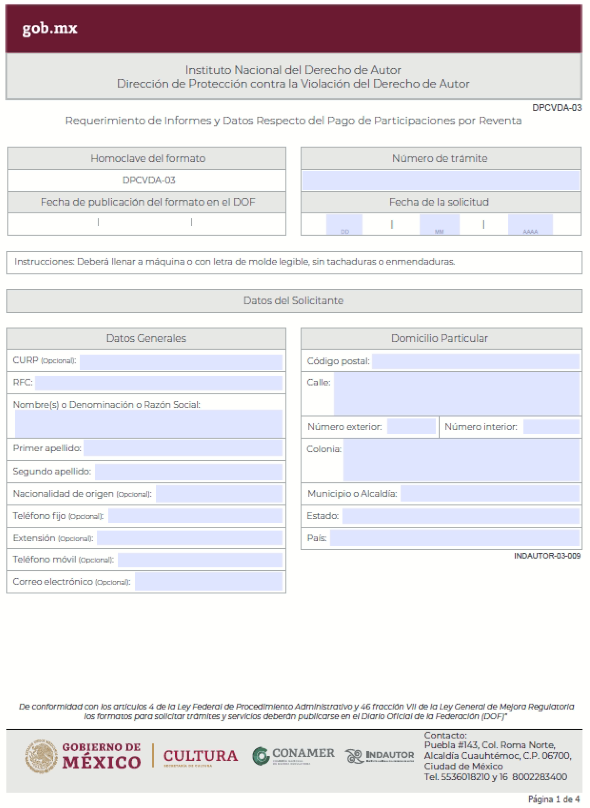 gob.mx
Instituto Nacional del Derecho de Autor
Dirección de Protección contra la Violación del Derecho de Autor
DPCVDA-03
Requerimiento de Informes y Datos Respecto del Pago de Participaciones por Reventa
Homoclave del formato
DPCVDA-03
Fecha de publicación del formato en el DOF
| |
Número de trámite
Fecha de la solicitud
DD | MM | AAAA
Instrucciones: Deberá llenar a máquina o con letra de molde legible, sin tachaduras o enmendaduras.
Datos del Solicitante
Datos Generales
CURP (Opcional):
RFC:
Nombre(s) o Denominación o Razón Social:
Primer apellido:
Segundo apellido:
Nacionalidad de origen (Opcional):
Teléfono fijo (Opcional):
Extensión (Opcional):
Teléfono móvil (Opcional):
Correo electrónico (Opcional):
Domicilio Particular
Código postal:
Calle:
Número exterior: Número interior:
Colonia:
Municipio o Alcaldía:
Estado:
País:
INDAUTOR-03-009
De conformidad con los artículos 4 de la Ley Federal de Procedimiento Administrativo y 46 fracción VII de la Ley General de Mejora Regulatoria
los formatos para solicitar trámites y servicios deberán publicarse en el Diario Oficial de la Federación (DOF)"
GOBIERNO DE
MÉXICO
CULTURA
SECRETARÍA DE CULTURA
CONAMER
INDAUTOR
Contacto:
Puebla #143, Col. Roma Norte,
Alcaldía Cuauhtémoc, C.P. 06700,
Ciudad de México
Tel. 5536018210 y 16 8002283400
Página 1 de 4